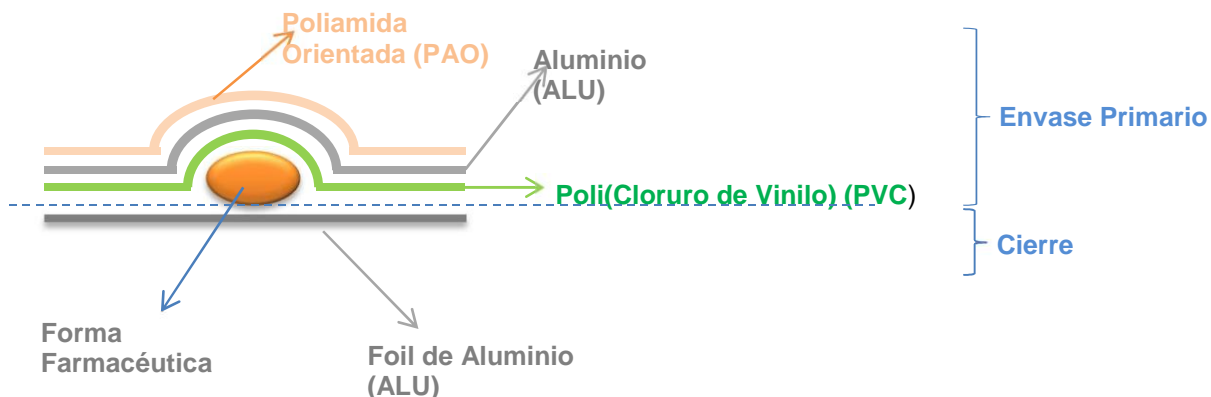 Poliamida
Orientada (PAO)
Aluminio
(ALU)
Envase Primario
Poli(Cloruro de Vinilo) (PVC)
Cierre
Forma
Farmacéutica
Foil de Aluminio
(ALU)